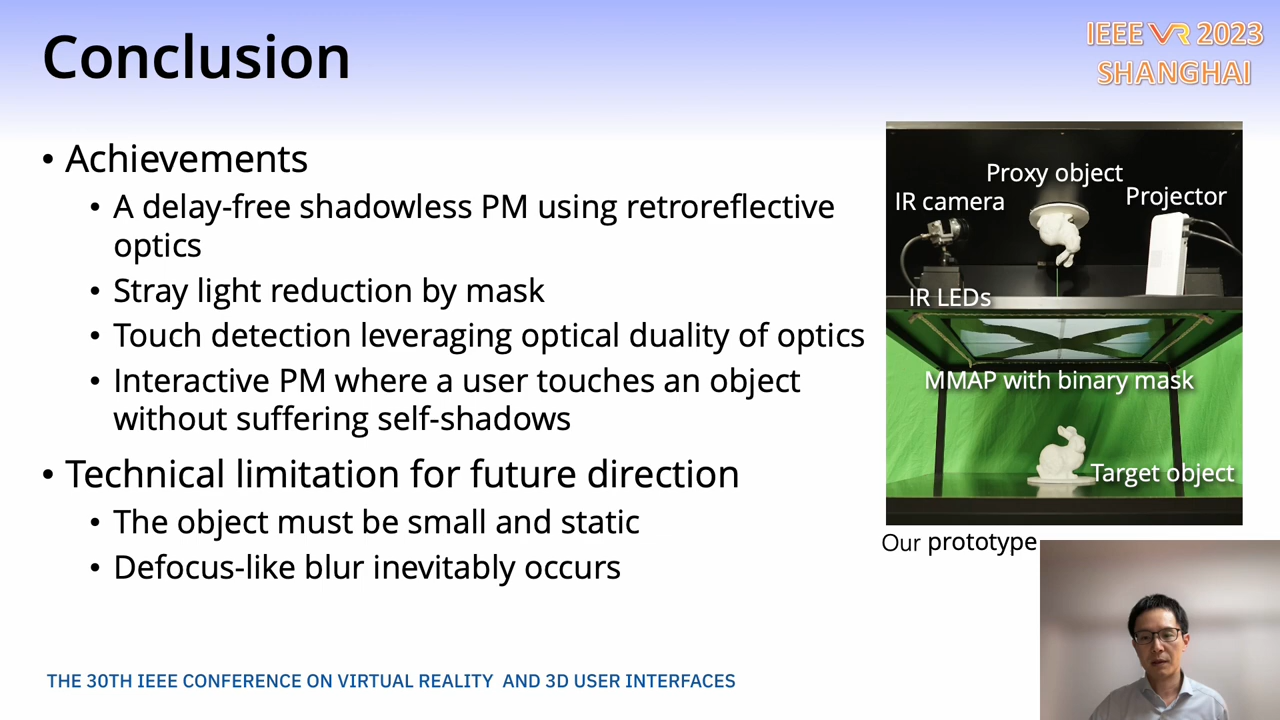 Conclusion
IEEE VR 2023
SHANGHAI
• Achievements
• A delay-free shadowless PM using retroreflective
optics
• Stray light reduction by mask
• Touch detection leveraging optical duality of optics
• Interactive PM where a user touches an object
without suffering self-shadows
• Technical limitation for future direction
• The object must be small and static
• Defocus-like blur inevitably occurs
Proxy object
IR camera
Projector
IR LEDs
MMAP with binary mask
Target object
Our prototype
THE 30TH IEEE CONFERENCE ON VIRTUAL REALITY AND 3D USER INTERFACES